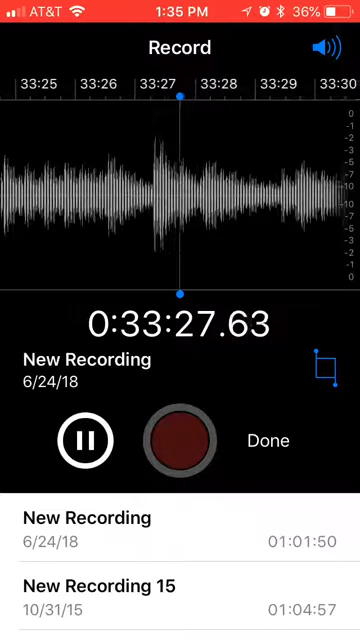 AT&T 1:35 PM 36%
Record
33:25 33:26 33:27 33:28 33:29 33:30
0
-1
-2
-3
-5
-7
-10
-10
-7
-5
-3
-2
-1
0
0:33:27.63
New Recording
6/24/18
Done
New Recording
6/24/18 01:01:50
New Recording 15
10/31/15 01:04:57